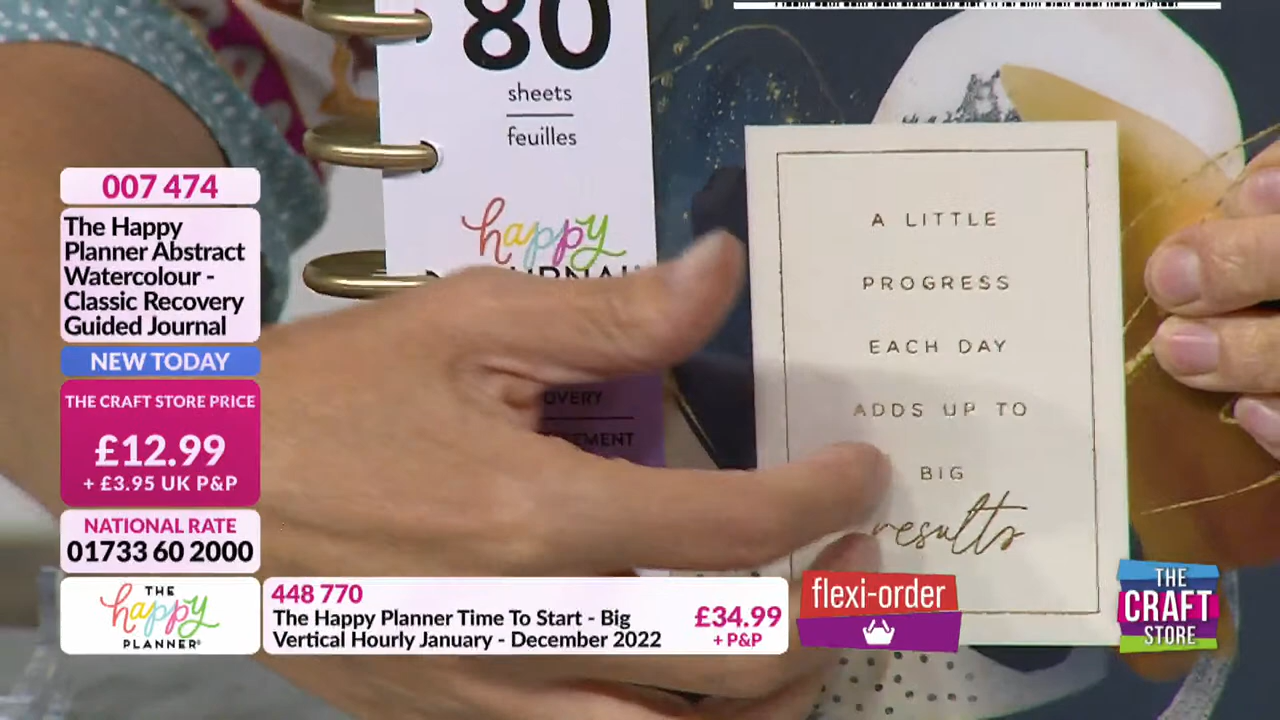 80
sheets
feuilles
happy
JOURNAL
A LITTLE
PROGRESS
EACH DAY
ADDS UP TO
BIG
results
007 474
The Happy
Planner Abstract
Watercolour -
Classic Recovery
Guided Journal
NEW TODAY
THE CRAFT STORE PRICE
£12.99
+ £3.95 UK P&P
NATIONAL RATE
01733 60 2000
THE
happy
PLANNER®
448 770
The Happy Planner Time To Start - Big
Vertical Hourly January - December 2022
£34.99
+ P&P
flexi-order
THE
CRAFT
STORE